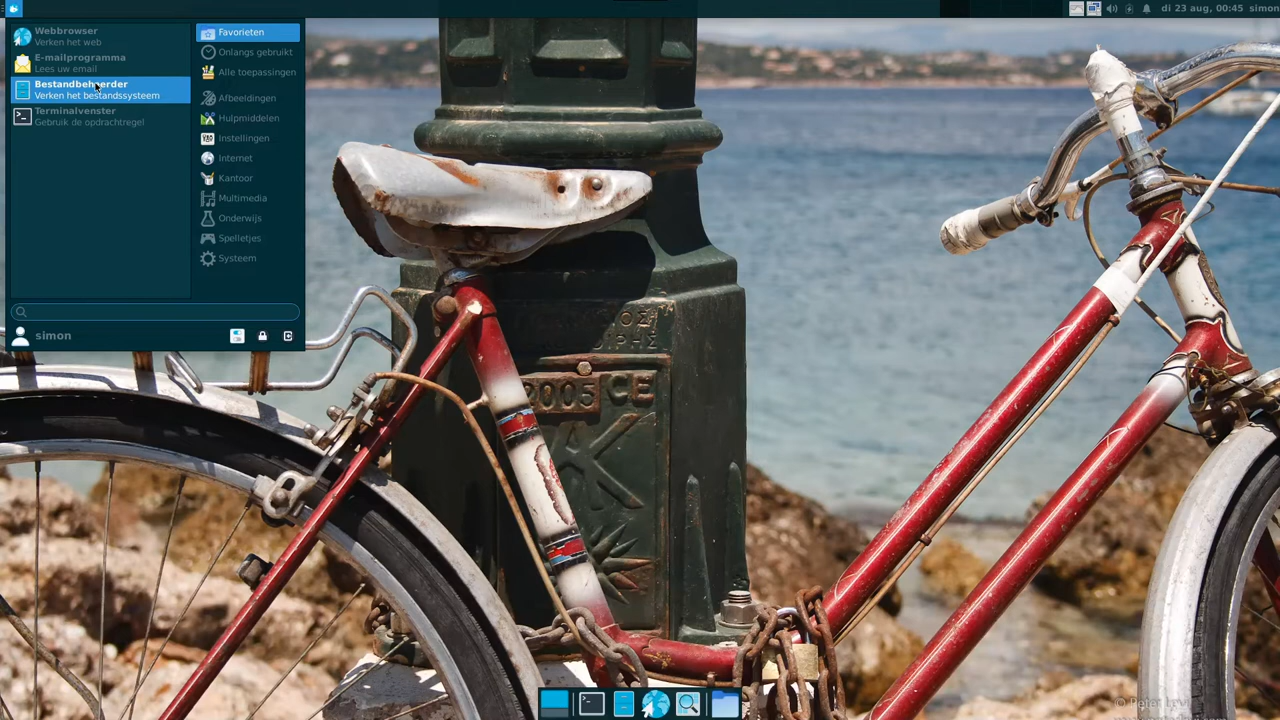 di 23 aug, 00:45 simon
Webbrowser
Verken het web
E-mailprogramma
Lees uw email
Bestandbeheerder
Verken het bestandssysteem
Terminalvenster
Gebruik de opdrachtregel
Favorieten
Onlangs gebruikt
Alle toepassingen
Afbeeldingen
Hulpmiddelen
Instellingen
Internet
Kantoor
Multimedia
Onderwijs
Spelletjes
Systeem
simon
2005 CE
AK